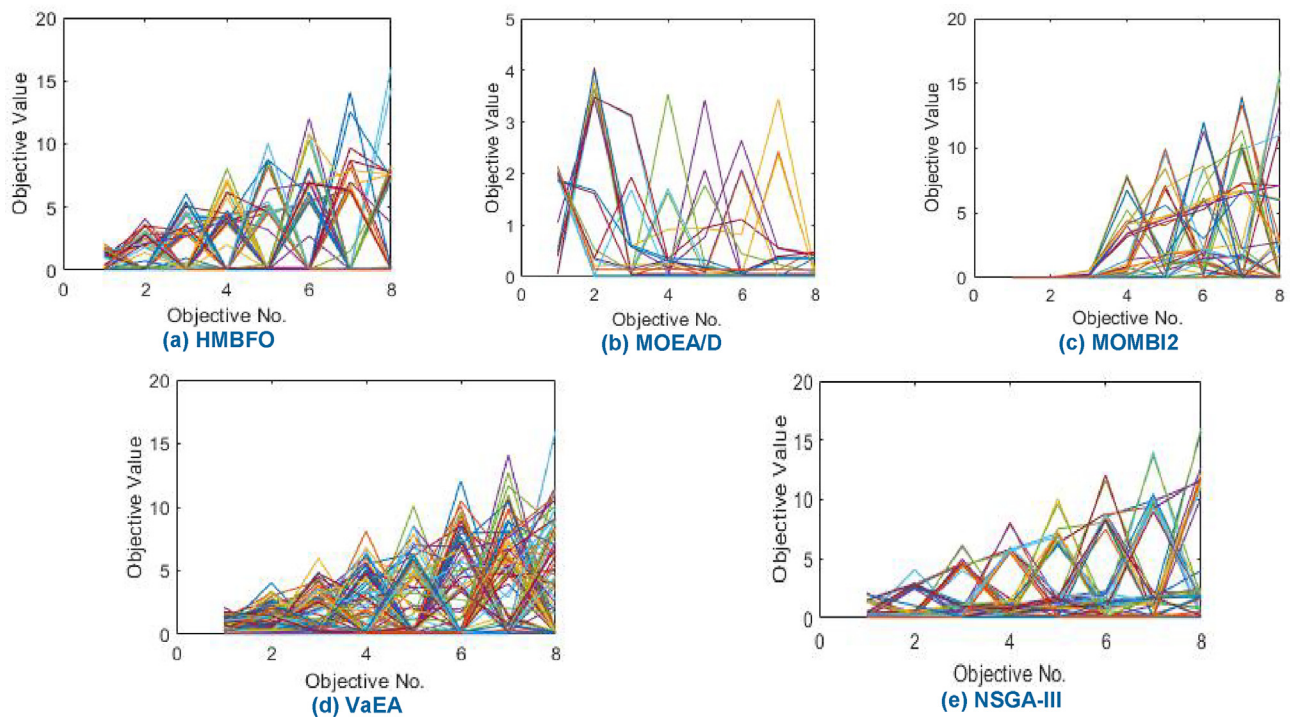 20
15
10
5
0
Objective Value
0 2 4 6 8
Objective No.
(a) HMBFO
5
4
3
2
1
0
Objective Value
0 2 4 6 8
Objective No.
(b) MOEA/D
20
15
10
5
0
Objective Value
0 2 4 6 8
Objective No.
(c) MOMBI2
20
15
10
5
0
Objective Value
0 2 4 6 8
Objective No.
(d) VaEA
20
15
10
5
0
Objective Value
0 2 4 6 8
Objective No.
(e) NSGA-III